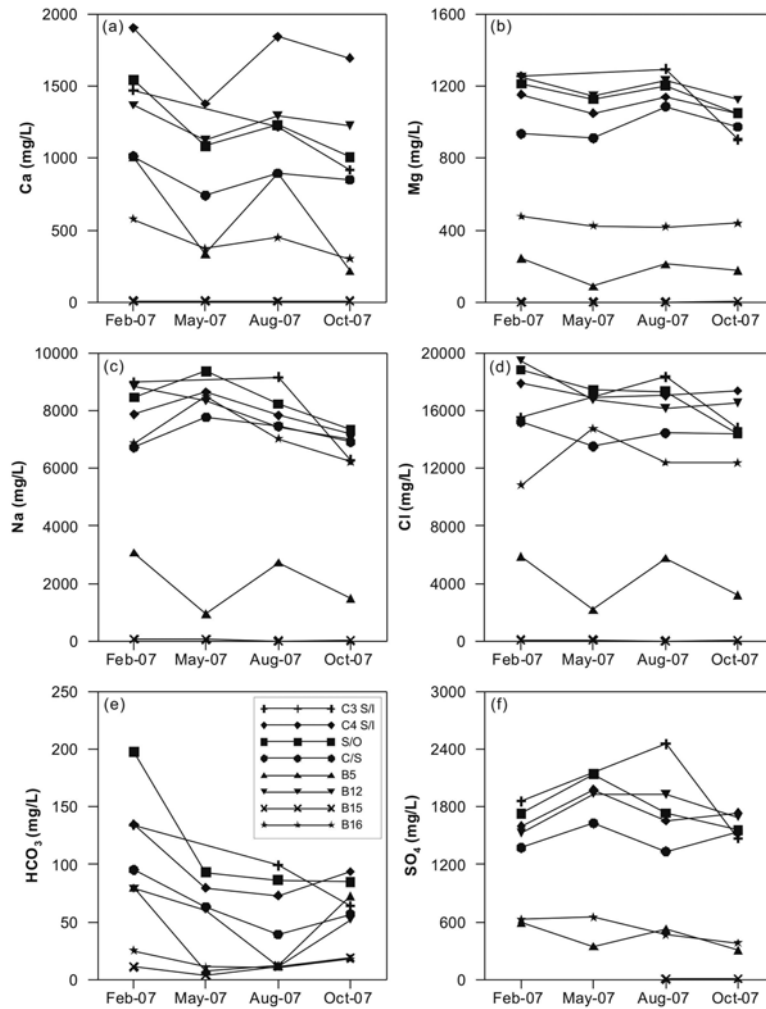 (a)
2000
1500
1000
500
0
Ca (mg/L)
Feb-07 May-07 Aug-07 Oct-07
(b)
1600
1200
800
400
0
Mg (mg/L)
Feb-07 May-07 Aug-07 Oct-07
(c)
10000
8000
6000
4000
2000
0
Na (mg/L)
Feb-07 May-07 Aug-07 Oct-07
(d)
20000
16000
12000
8000
4000
0
Cl (mg/L)
Feb-07 May-07 Aug-07 Oct-07
(e)
250
200
150
100
50
0
HCO3 (mg/L)
C3 S/I
C4 S/I
S/O
C/S
B5
B12
B15
B16
Feb-07 May-07 Aug-07 Oct-07
(f)
3000
2400
1800
1200
600
0
SO4 (mg/L)
Feb-07 May-07 Aug-07 Oct-07